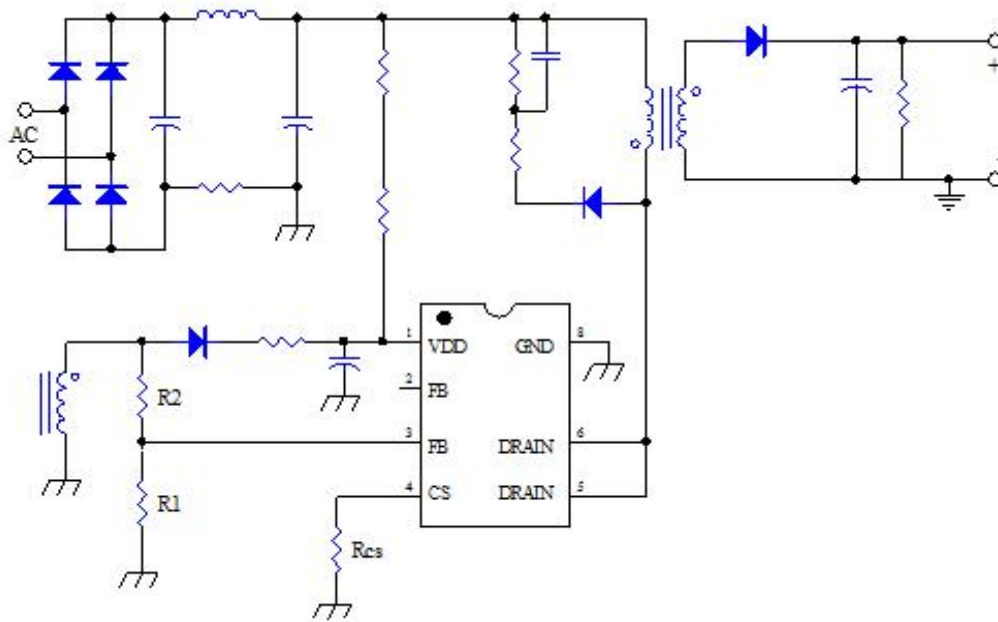 AC
+
-
1 VDD GND 8
2 FB
R2
3 FB DRAIN 6
4 CS DRAIN 5
R1
Rcs